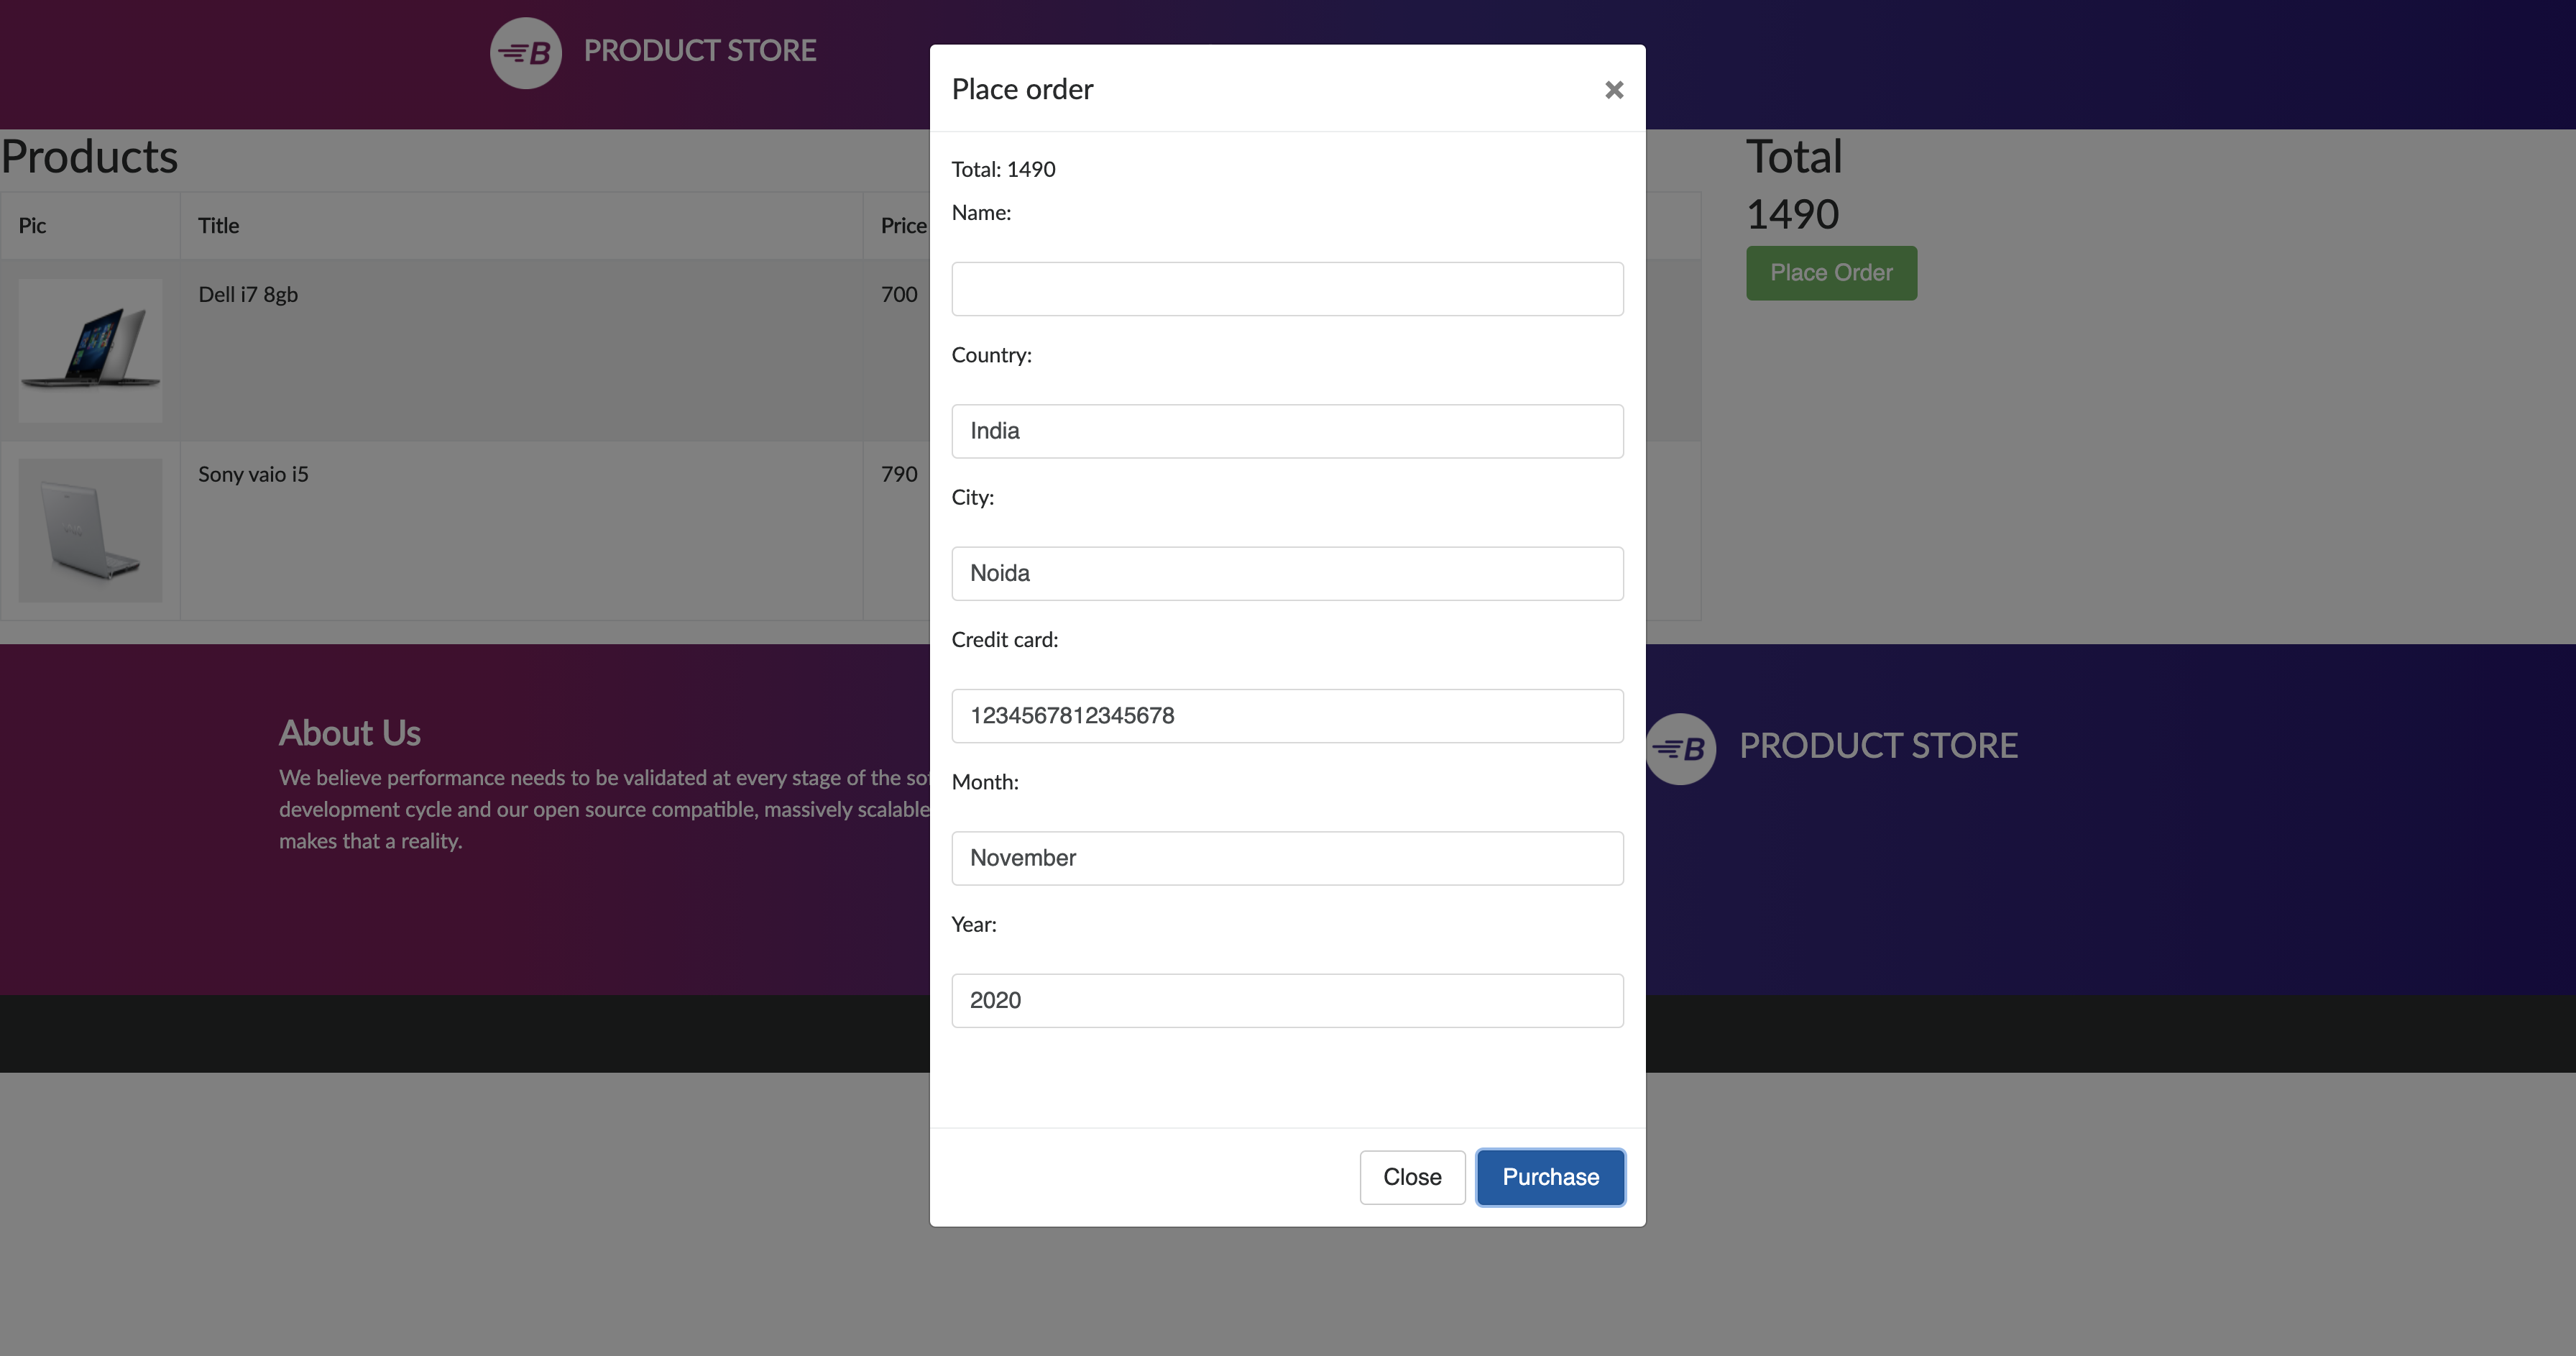 B PRODUCT STORE
Place order
×
Products
Total
1490
Place Order
Pic Title Price
Dell i7 8gb 700
Sony vaio i5 790
Total: 1490
Name:
Country:
India
City:
Noida
Credit card:
1234567812345678
Month:
November
Year:
2020
Close Purchase
About Us
We believe performance needs to be validated at every stage of the
development cycle and our open source compatible, massively scalable
makes that a reality.
B PRODUCT STORE